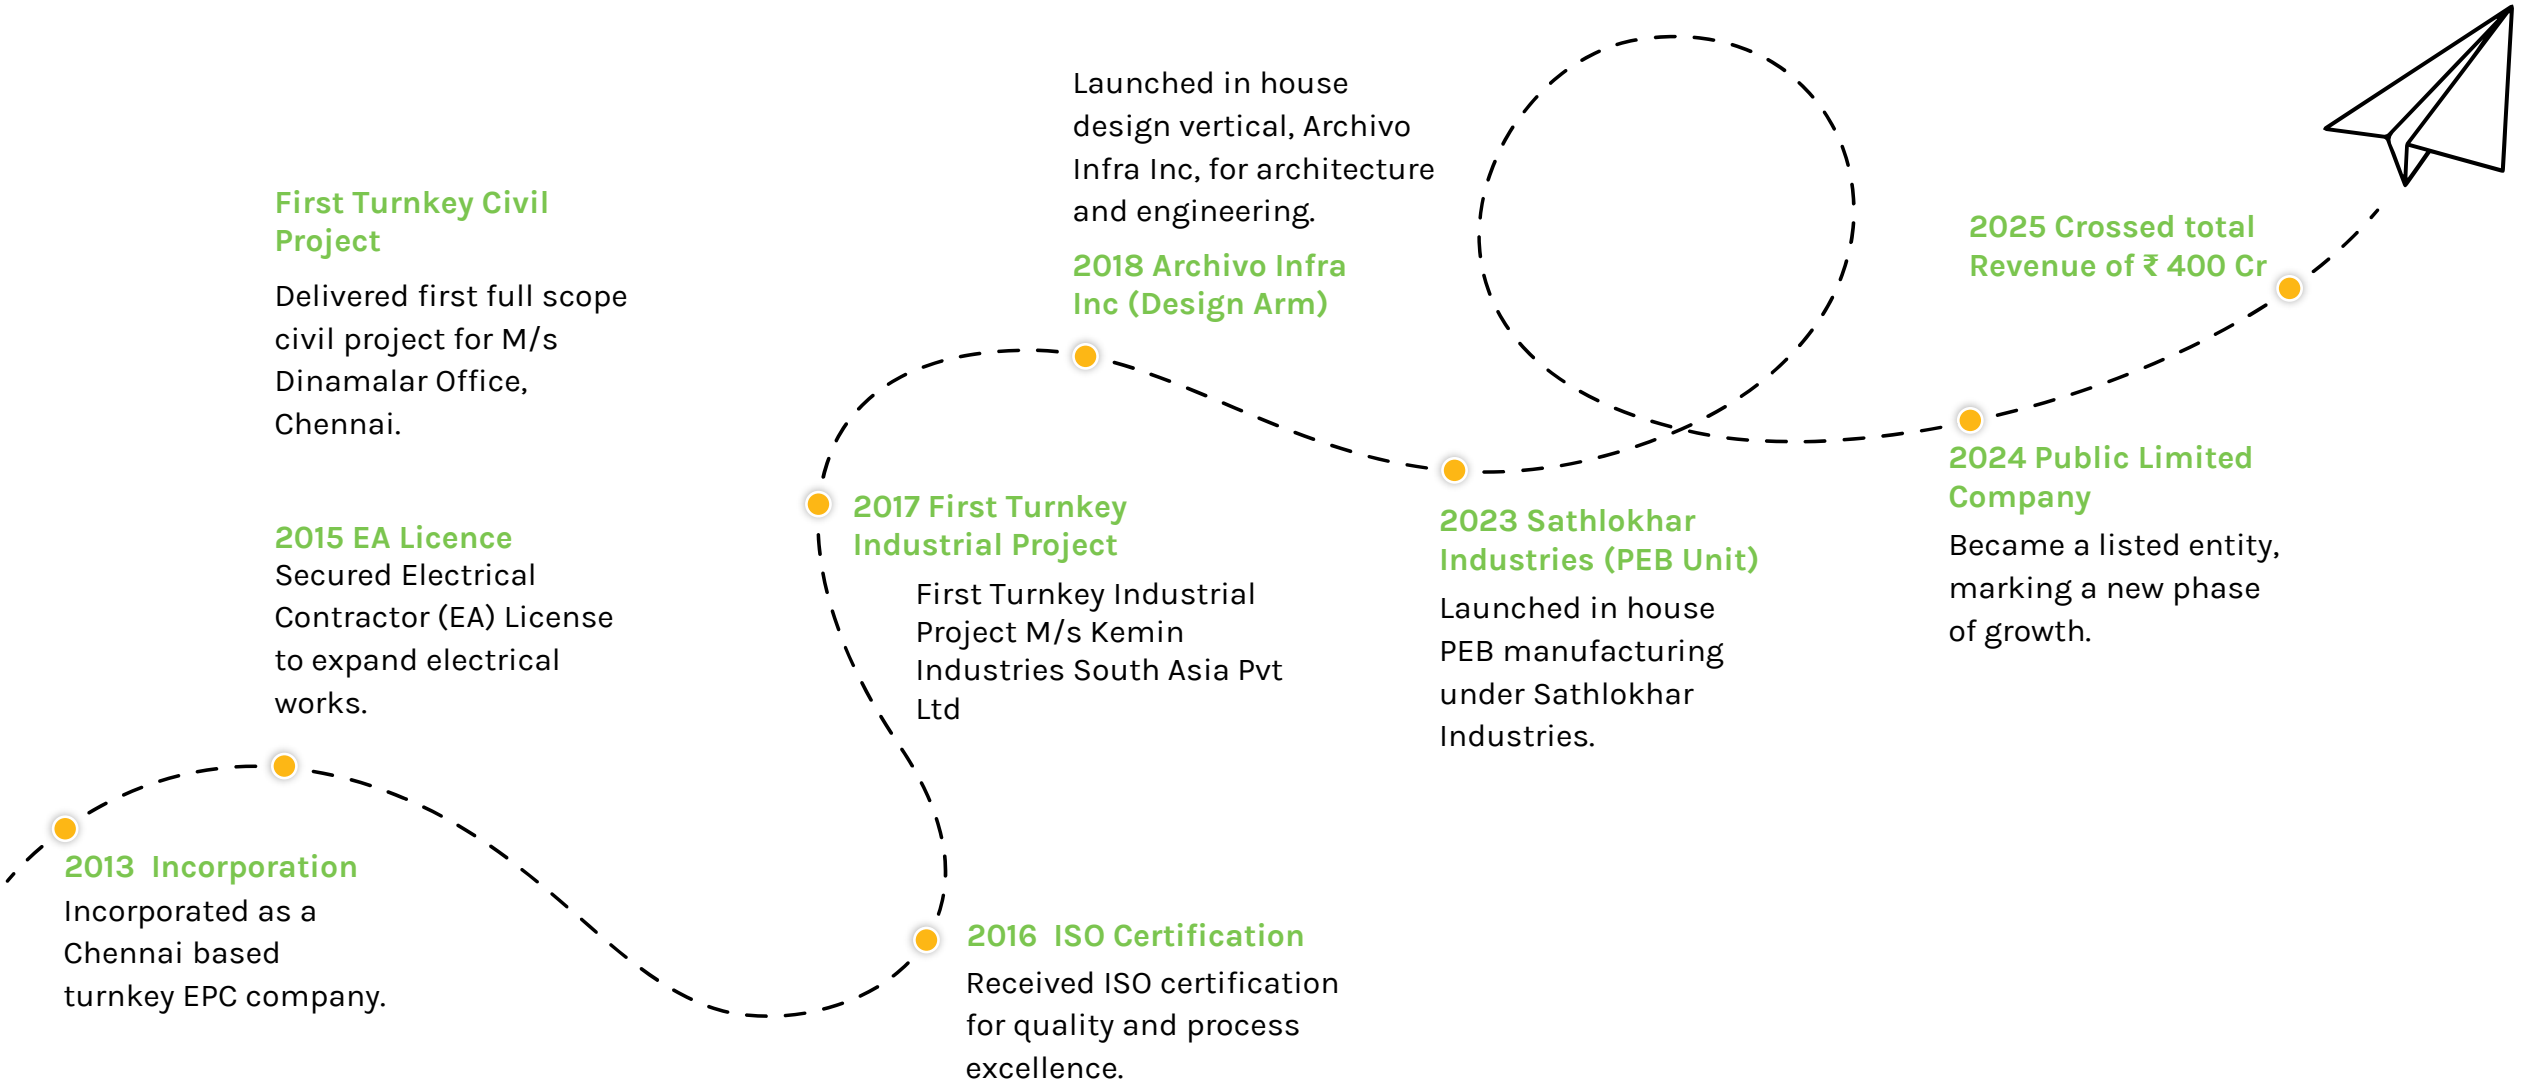 First Turnkey Civil
Project
Delivered first full scope
civil project for M/s
Dinamalar Office,
Chennai.
2015 EA Licence
Secured Electrical
Contractor (EA) License
to expand electrical
works.
2013 Incorporation
Incorporated as a
Chennai based
turnkey EPC company.
2016 ISO Certification
Received ISO certification
for quality and process
excellence.
2017 First Turnkey
Industrial Project
First Turnkey Industrial
Project M/s Kemin
Industries South Asia Pvt
Ltd
Launched in house
design vertical, Archivo
Infra Inc, for architecture
and engineering.
2018 Archivo Infra
Inc (Design Arm)
2023 Sathlokhar
Industries (PEB Unit)
Launched in house
PEB manufacturing
under Sathlokhar
Industries.
2024 Public Limited
Company
Became a listed entity,
marking a new phase
of growth.
2025 Crossed total
Revenue of ₹ 400 Cr